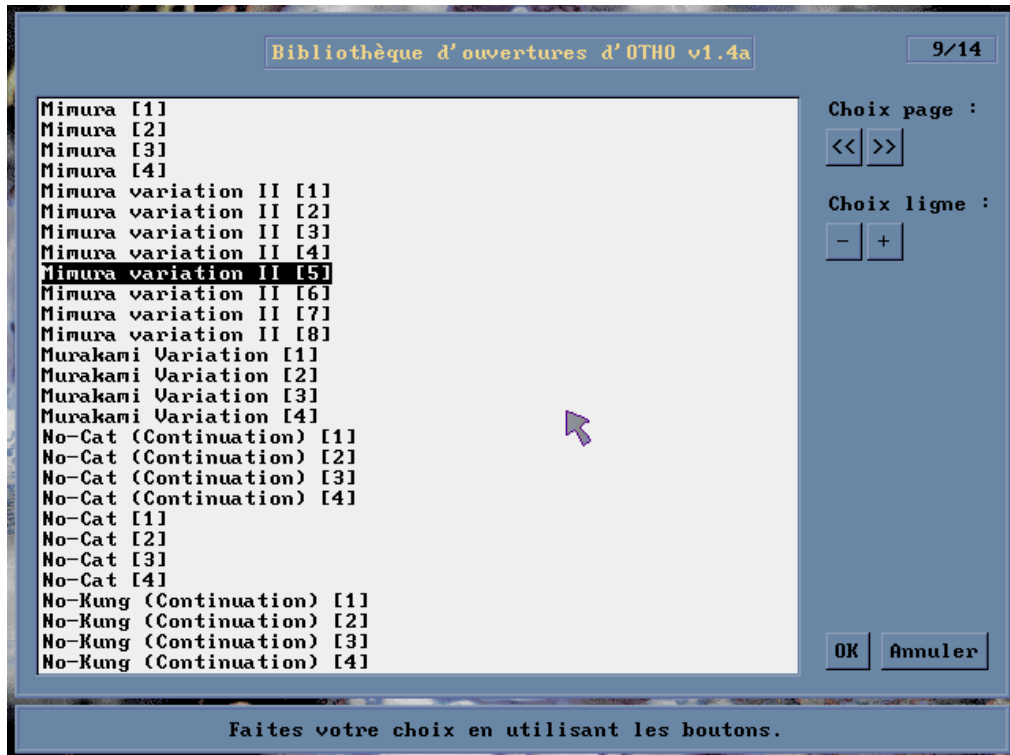 Bibliothèque d'ouvertures d'OTHO v1.4a
9/14
Mimura [1]
Mimura [2]
Mimura [3]
Mimura [4]
Mimura variation II [1]
Mimura variation II [2]
Mimura variation II [3]
Mimura variation II [4]
Mimura variation II [5]
Mimura variation II [6]
Mimura variation II [7]
Mimura variation II [8]
Murakami Variation [1]
Murakami Variation [2]
Murakami Variation [3]
Murakami Variation [4]
No-Cat (Continuation) [1]
No-Cat (Continuation) [2]
No-Cat (Continuation) [3]
No-Cat (Continuation) [4]
No-Cat [1]
No-Cat [2]
No-Cat [3]
No-Cat [4]
No-Kung (Continuation) [1]
No-Kung (Continuation) [2]
No-Kung (Continuation) [3]
No-Kung (Continuation) [4]
Choix page :
<< >>
Choix ligne :
- +
OK Annuler
Faites votre choix en utilisant les boutons.